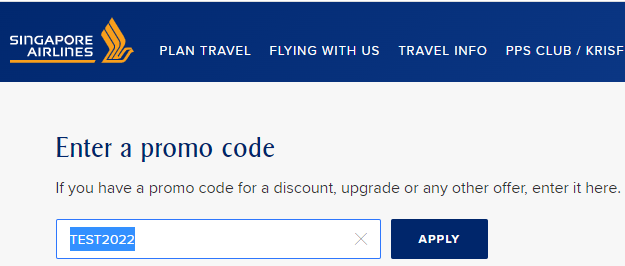 SINGAPORE
AIRLINES
PLAN TRAVEL FLYING WITH US TRAVEL INFO PPS CLUB / KRISF
Enter a promo code
If you have a promo code for a discount, upgrade or any other offer, enter it here.
TEST2022 APPLY